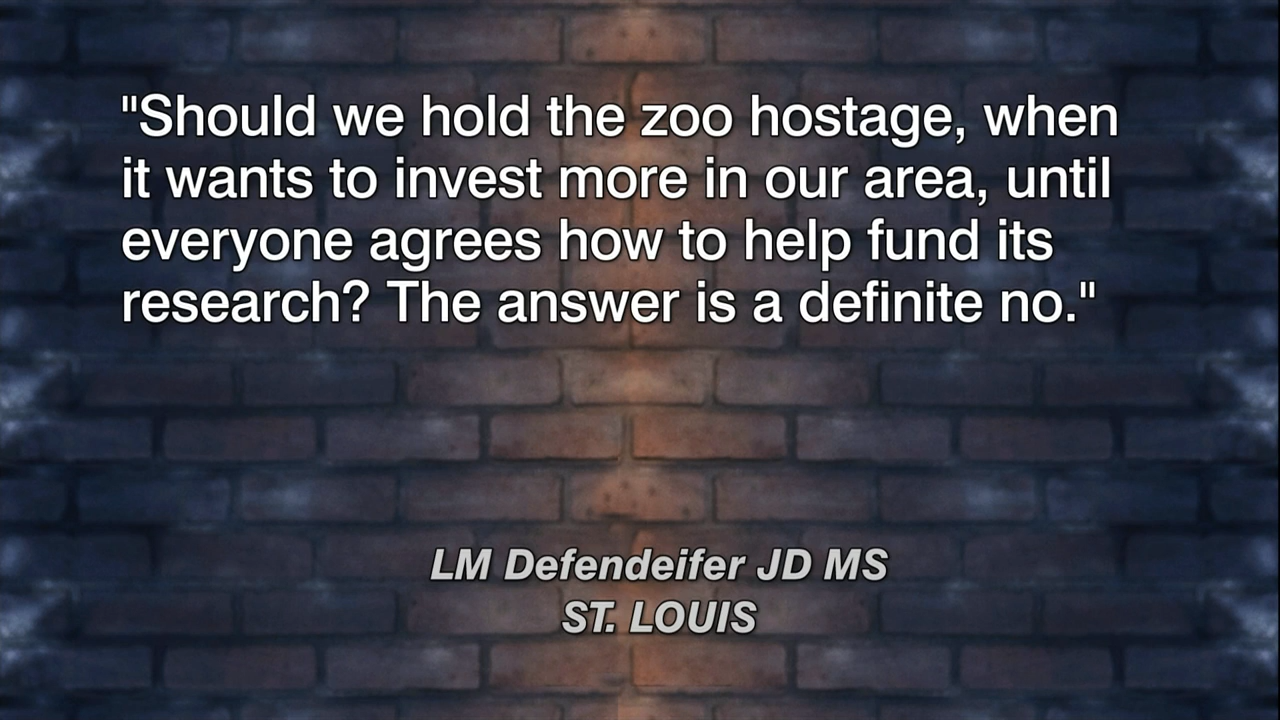 "Should we hold the zoo hostage, when
it wants to invest more in our area, until
everyone agrees how to help fund its
research? The answer is a definite no."
LM Defendeifer JD MS
ST. LOUIS